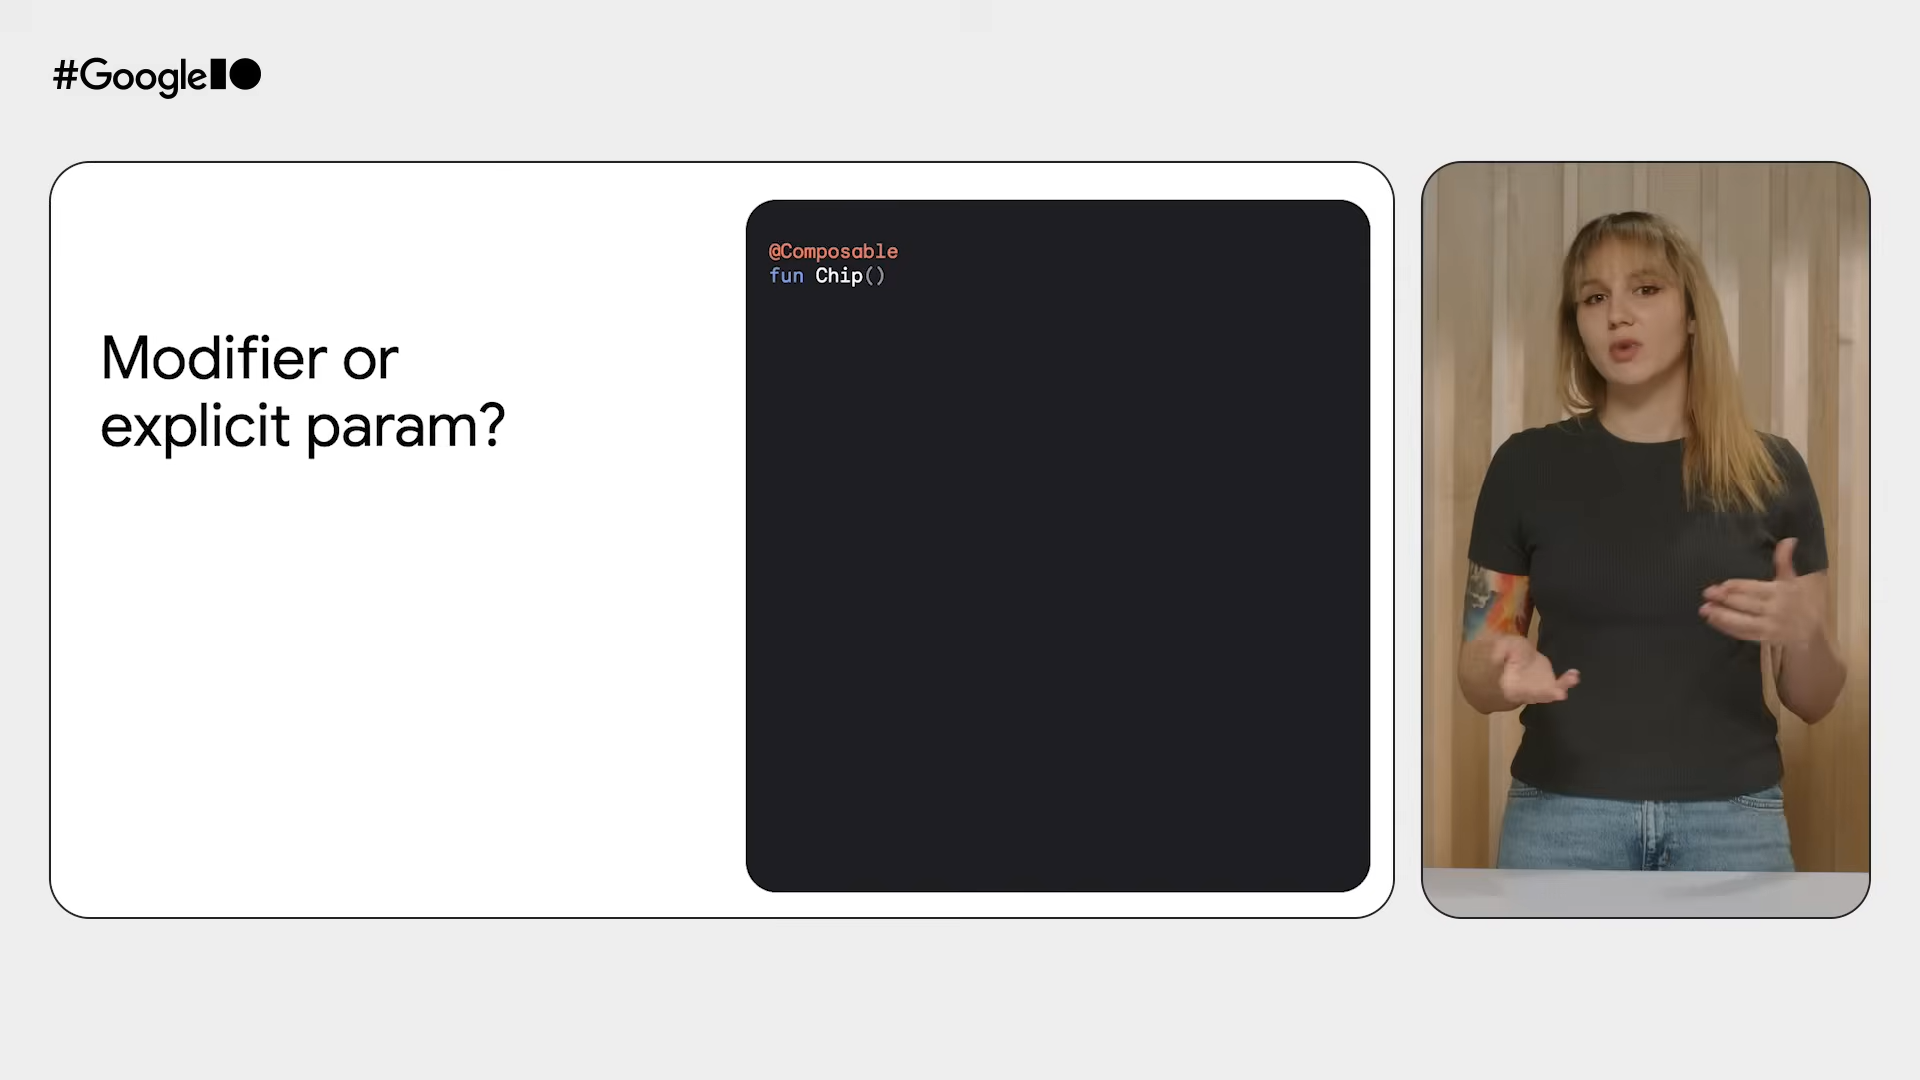 #GoogleIO
Modifier or
explicit param?
@Composable
fun Chip()